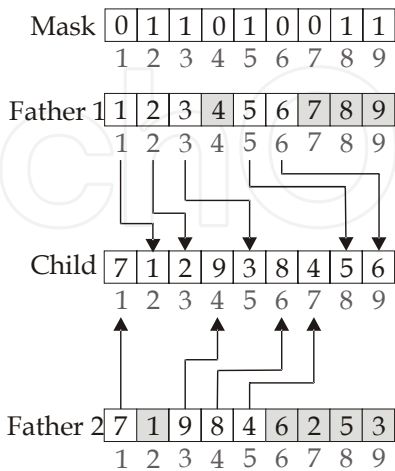 Mask 0 1 1 0 1 0 0 1 1
1 2 3 4 5 6 7 8 9
Father 1 1 2 3 4 5 6 7 8 9
1 2 3 4 5 6 7 8 9
Child 7 1 2 9 3 8 4 5 6
1 2 3 4 5 6 7 8 9
Father 2 7 1 9 8 4 6 2 5 3
1 2 3 4 5 6 7 8 9